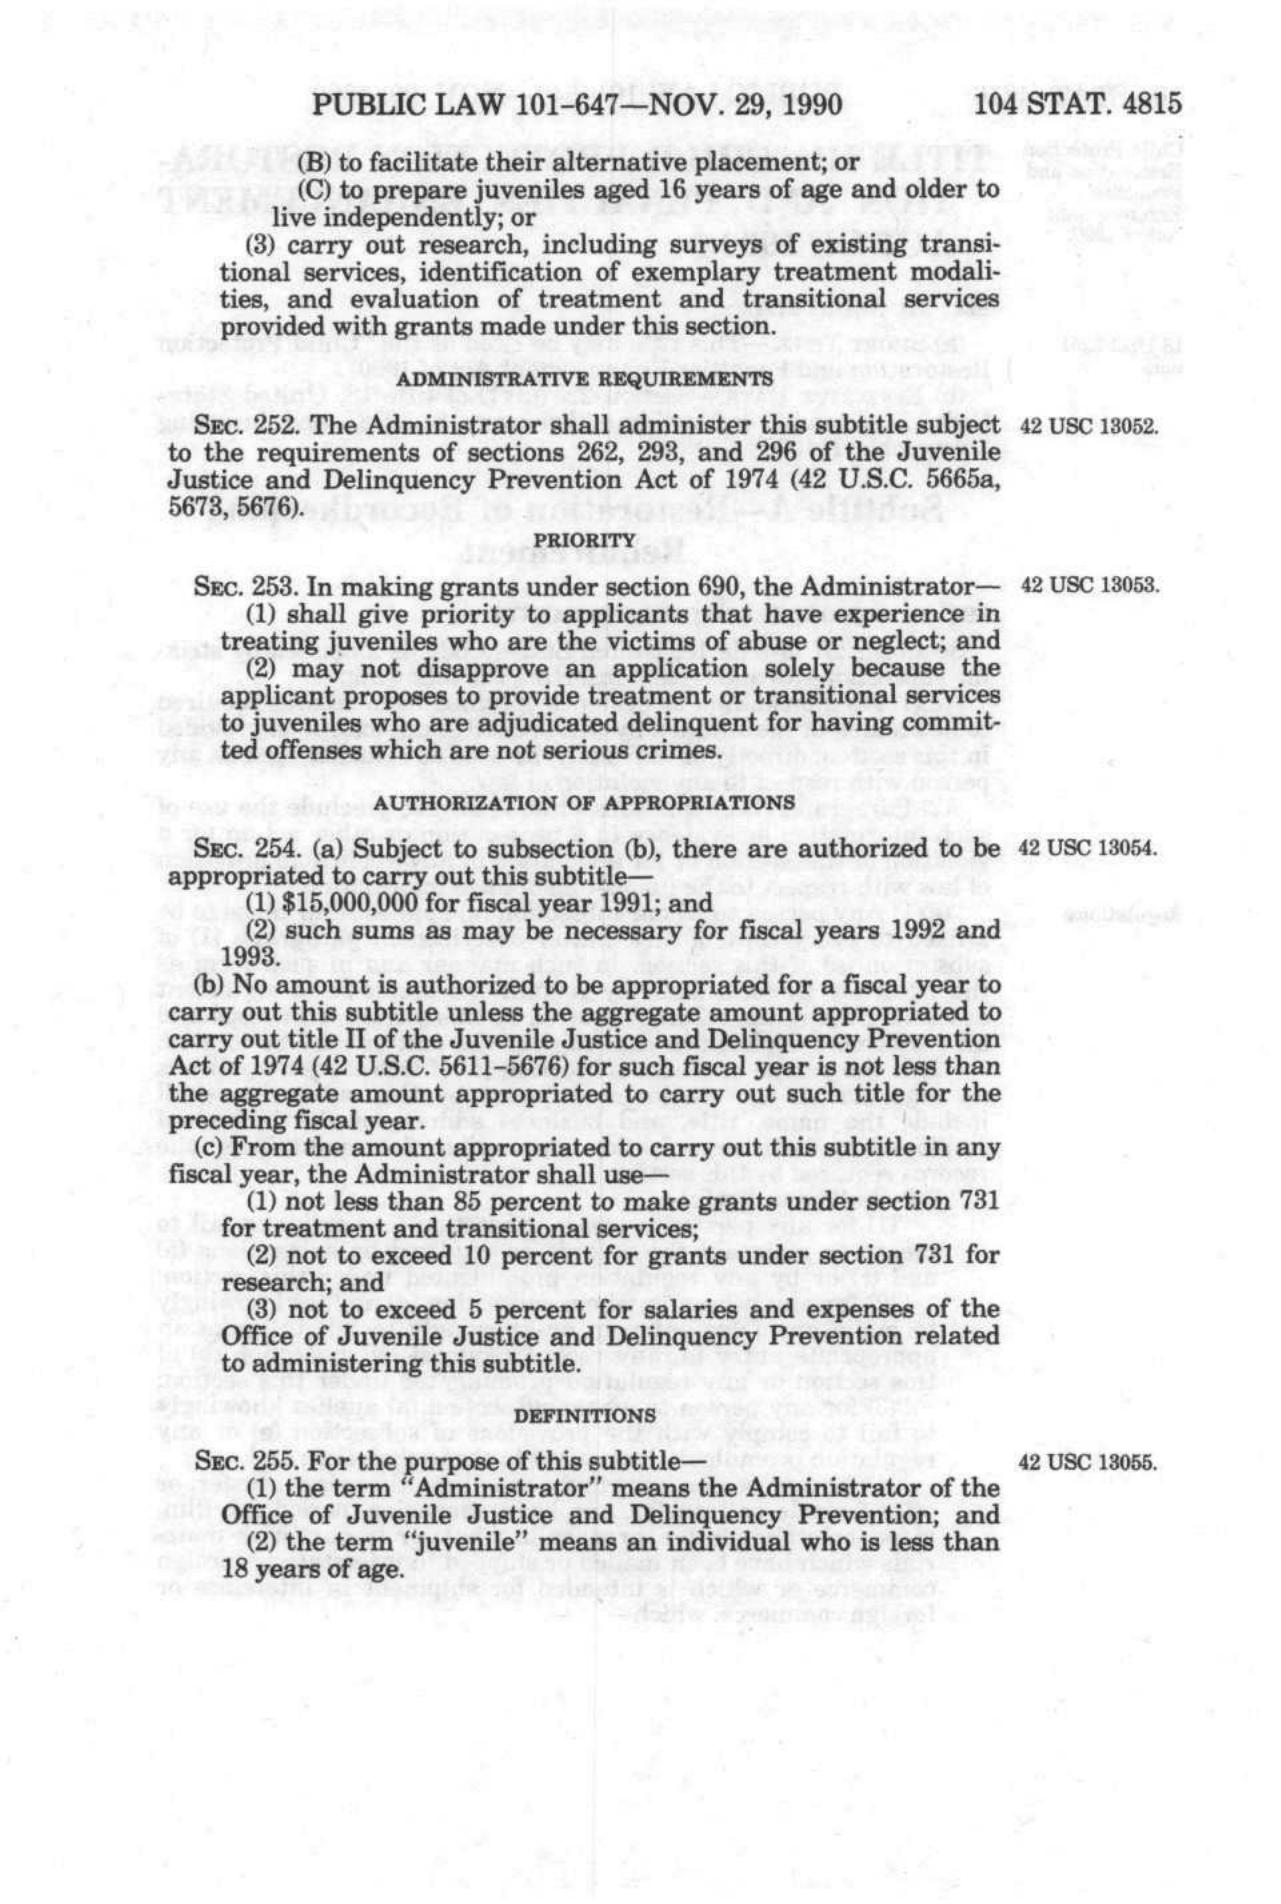 PUBLIC LAW 101–647—NOV. 29, 1990 104 STAT. 4815
(B) to facilitate their alternative placement; or
(C) to prepare juveniles aged 16 years of age and older to
live independently; or
(3) carry out research, including surveys of existing transi-
tional services, identification of exemplary treatment modali-
ties, and evaluation of treatment and transitional services
provided with grants made under this section.
ADMINISTRATIVE REQUIREMENTS
SEC. 252. The Administrator shall administer this subtitle subject 42 USC 13052.
to the requirements of sections 262, 293, and 296 of the Juvenile
Justice and Delinquency Prevention Act of 1974 (42 U.S.C. 5665a,
5673, 5676).
PRIORITY
SEC. 253. In making grants under section 690, the Administrator— 42 USC 13053.
(1) shall give priority to applicants that have experience in
treating juveniles who are the victims of abuse or neglect; and
(2) may not disapprove an application solely because the
applicant proposes to provide treatment or transitional services
to juveniles who are adjudicated delinquent for having commit-
ted offenses which are not serious crimes.
AUTHORIZATION OF APPROPRIATIONS
SEC. 254. (a) Subject to subsection (b), there are authorized to be 42 USC 13054.
appropriated to carry out this subtitle—
(1) $15,000,000 for fiscal year 1991; and
(2) such sums as may be necessary for fiscal years 1992 and
1993.
(b) No amount is authorized to be appropriated for a fiscal year to
carry out this subtitle unless the aggregate amount appropriated to
carry out title II of the Juvenile Justice and Delinquency Prevention
Act of 1974 (42 U.S.C. 5611–5676) for such fiscal year is not less than
the aggregate amount appropriated to carry out such title for the
preceding fiscal year.
(c) From the amount appropriated to carry out this subtitle in any
fiscal year, the Administrator shall use—
(1) not less than 85 percent to make grants under section 731
for treatment and transitional services;
(2) not to exceed 10 percent for grants under section 731 for
research; and
(3) not to exceed 5 percent for salaries and expenses of the
Office of Juvenile Justice and Delinquency Prevention related
to administering this subtitle.
DEFINITIONS
SEC. 255. For the purpose of this subtitle— 42 USC 13055.
(1) the term “Administrator” means the Administrator of the
Office of Juvenile Justice and Delinquency Prevention; and
(2) the term “juvenile” means an individual who is less than
18 years of age.